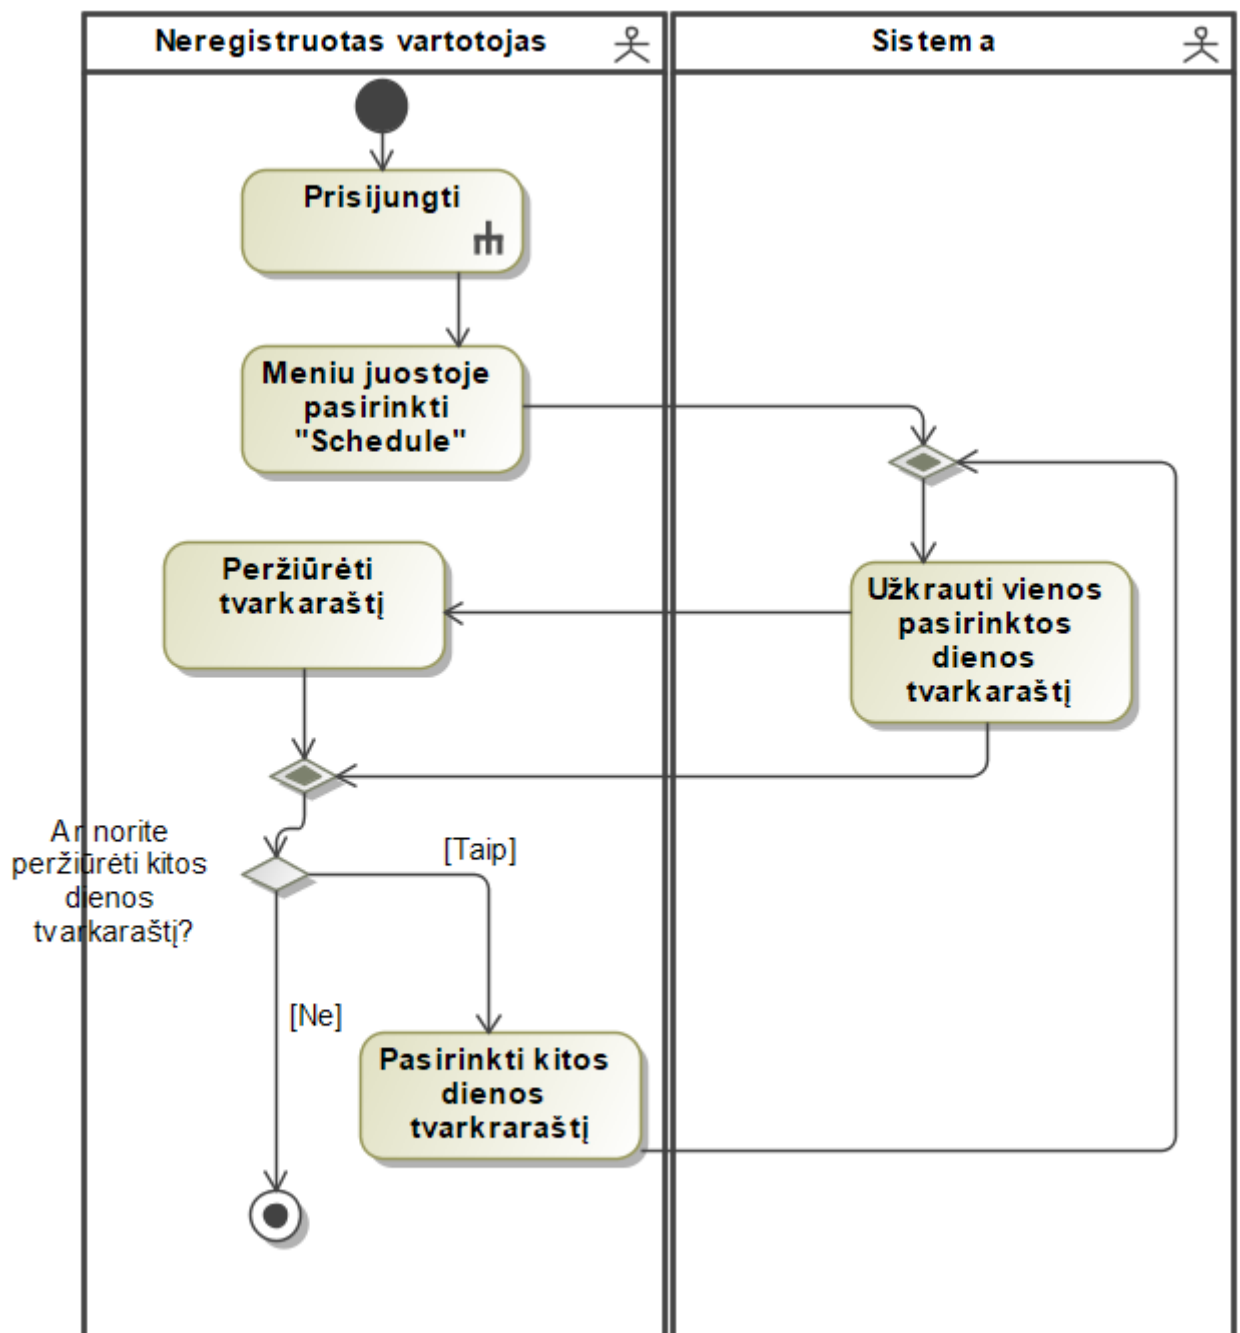 Neregistruotas vartotojas
Sistema
Prisijungti
Meniu juostoje
pasirinkti
"Schedule"
Peržiūrėti
tvarkaraštį
Užkrauti vienos
pasirinktos
dienos
tvarkaraštį
Ar norite
peržiūrėti kitos
dienos
tvarkaraštį?
[Taip]
[Ne]
Pasirinkti kitos
dienos
tvarkraraštį